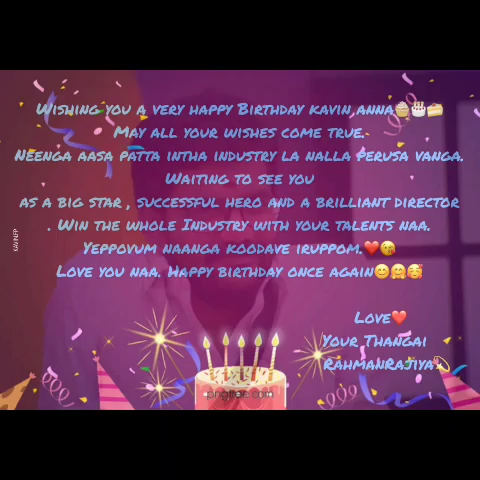 Wishing you a very happy Birthday kavin anna🧁🎂🍰
May all your wishes come true.
Neenga aasa patta intha industry la nalla perusa vanga.
Waiting to see you
as a big star , successful hero and a brilliant director
. Win the whole Industry with your talents naa.
Yeppovum naanga koodave iruppom.❤️😘
Love you naa. Happy birthday once again😊🤗🥰
Love❤️
Your Thangai
RahmanRajiya💫
pngtree.com